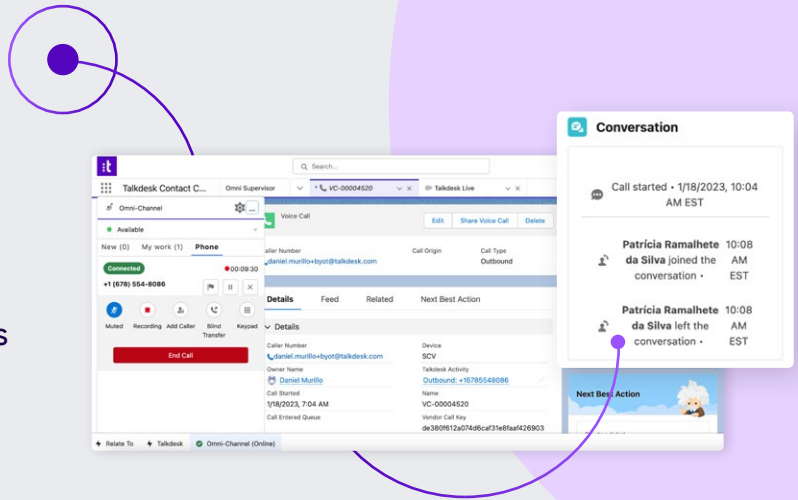 s
:t
Search...
Talkdesk Contact C... Omni Supervisor * VC-00004520 Talkdesk Live
Omni-Channel
Available
New (0) My work (1) Phone
Connected 00:09:30
+1 (678) 554-8086
Muted Recording Add Caller Blind Transfer Keypad
End Call
Voice Call
Edit Share Voice Call Delete
aller Number Call Origin Call Type
daniel.murillo+byot@talkdesk.com Outbound
Details Feed Related Next Best Action
Details
Caller Number Device
daniel.murillo+byot@talkdesk.com SCV
Owner Name Talkdesk Activity
Daniel Murillo Outbound: +16785548086
Call Started Name
1/18/2023, 7:04 AM VC-00004520
Call Entered Queue Vendor Call Key
de380f612a074d6caf31e8faaf426903
Relate To Talkdesk Omni-Channel (Online)
Conversation
Call started • 1/18/2023, 10:04
AM EST
Patrícia Ramalhete 10:08
da Silva joined the AM
conversation • EST
Patrícia Ramalhete 10:08
da Silva left the AM
conversation • EST
Next Best Action